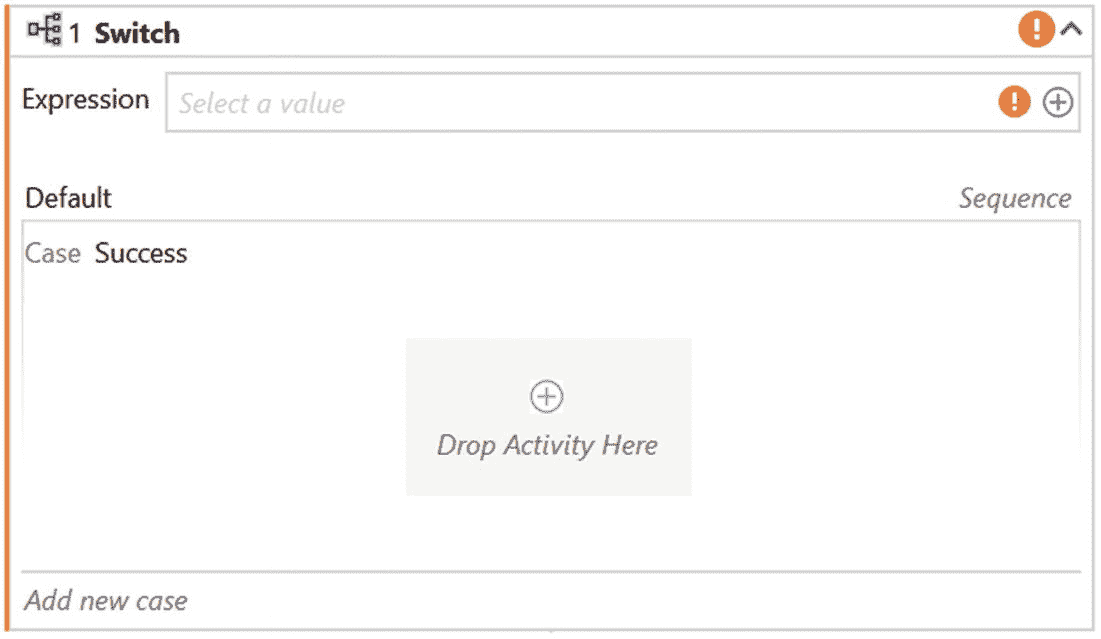 1 Switch
Expression Select a value
Default Sequence
Case Success
Drop Activity Here
Add new case